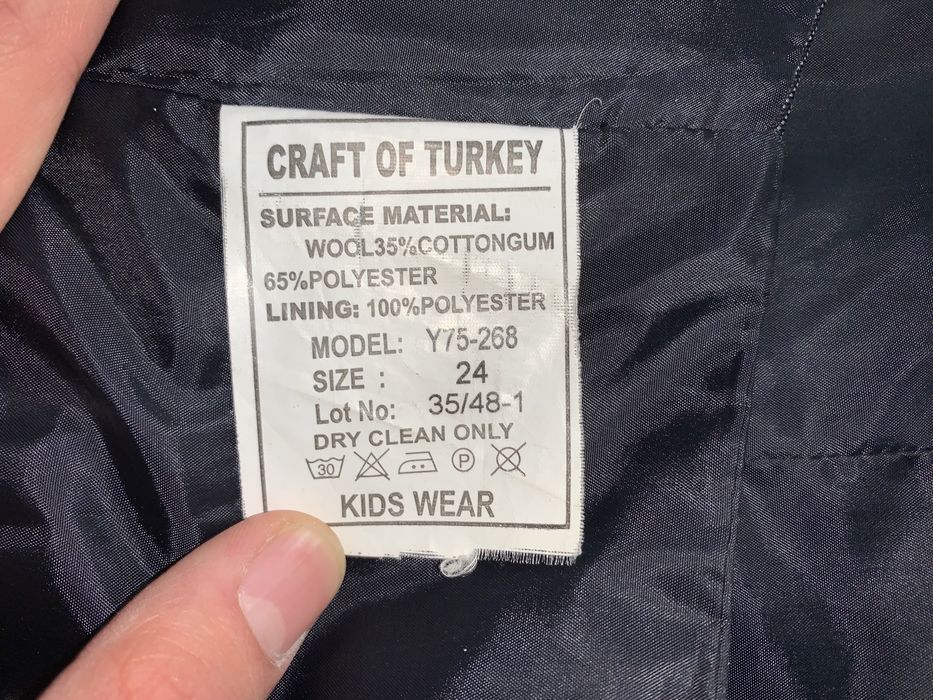 CRAFT OF TURKEY
SURFACE MATERIAL:
WOOL35%COTTONGUM
65%POLYESTER
LINING: 100%POLYESTER
MODEL: Y75-268
SIZE : 24
Lot No: 35/48-1
DRY CLEAN ONLY
30 P
KIDS WEAR